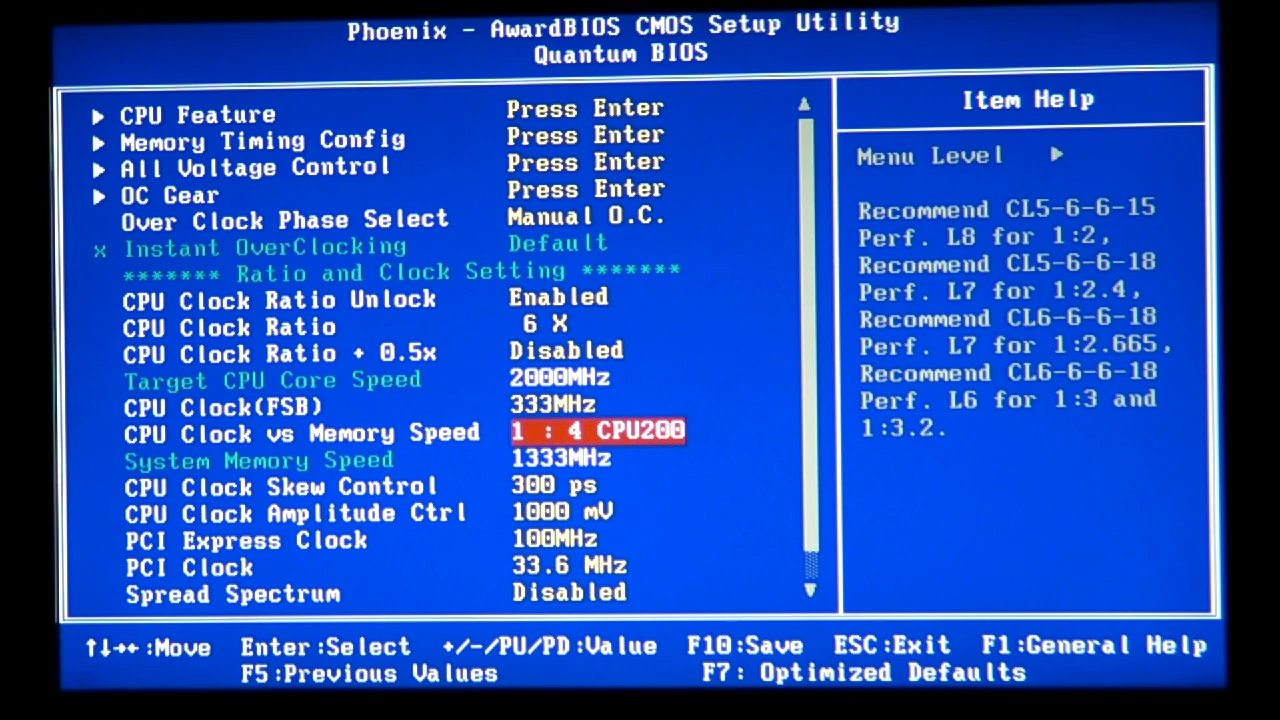 Phoenix - AwardBIOS CMOS Setup Utility
Quantum BIOS
CPU Feature Press Enter
Memory Timing Config Press Enter
All Voltage Control Press Enter
OC Gear Press Enter
Over Clock Phase Select Manual O.C.
x Instant OverClocking Default
******* Ratio and Clock Setting *******
CPU Clock Ratio Unlock Enabled
CPU Clock Ratio 6 X
CPU Clock Ratio + 0.5x Disabled
Target CPU Core Speed 2000MHz
CPU Clock(FSB) 333MHz
CPU Clock vs Memory Speed 1 : 4 CPU200
System Memory Speed 1333MHz
CPU Clock Skew Control 300 ps
CPU Clock Amplitude Ctrl 1000 mV
PCI Express Clock 100MHz
PCI Clock 33.6 MHz
Spread Spectrum Disabled
Item Help
Menu Level
Recommend CL5-6-6-15
Perf. L8 for 1:2,
Recommend CL5-6-6-18
Perf. L7 for 1:2.4,
Recommend CL6-6-6-18
Perf. L7 for 1:2.665,
Recommend CL6-6-6-18
Perf. L6 for 1:3 and
1:3.2.
↑↓→←:Move Enter:Select +/-/PU/PD:Value F10:Save ESC:Exit F1:General Help
F5:Previous Values F7: Optimized Defaults